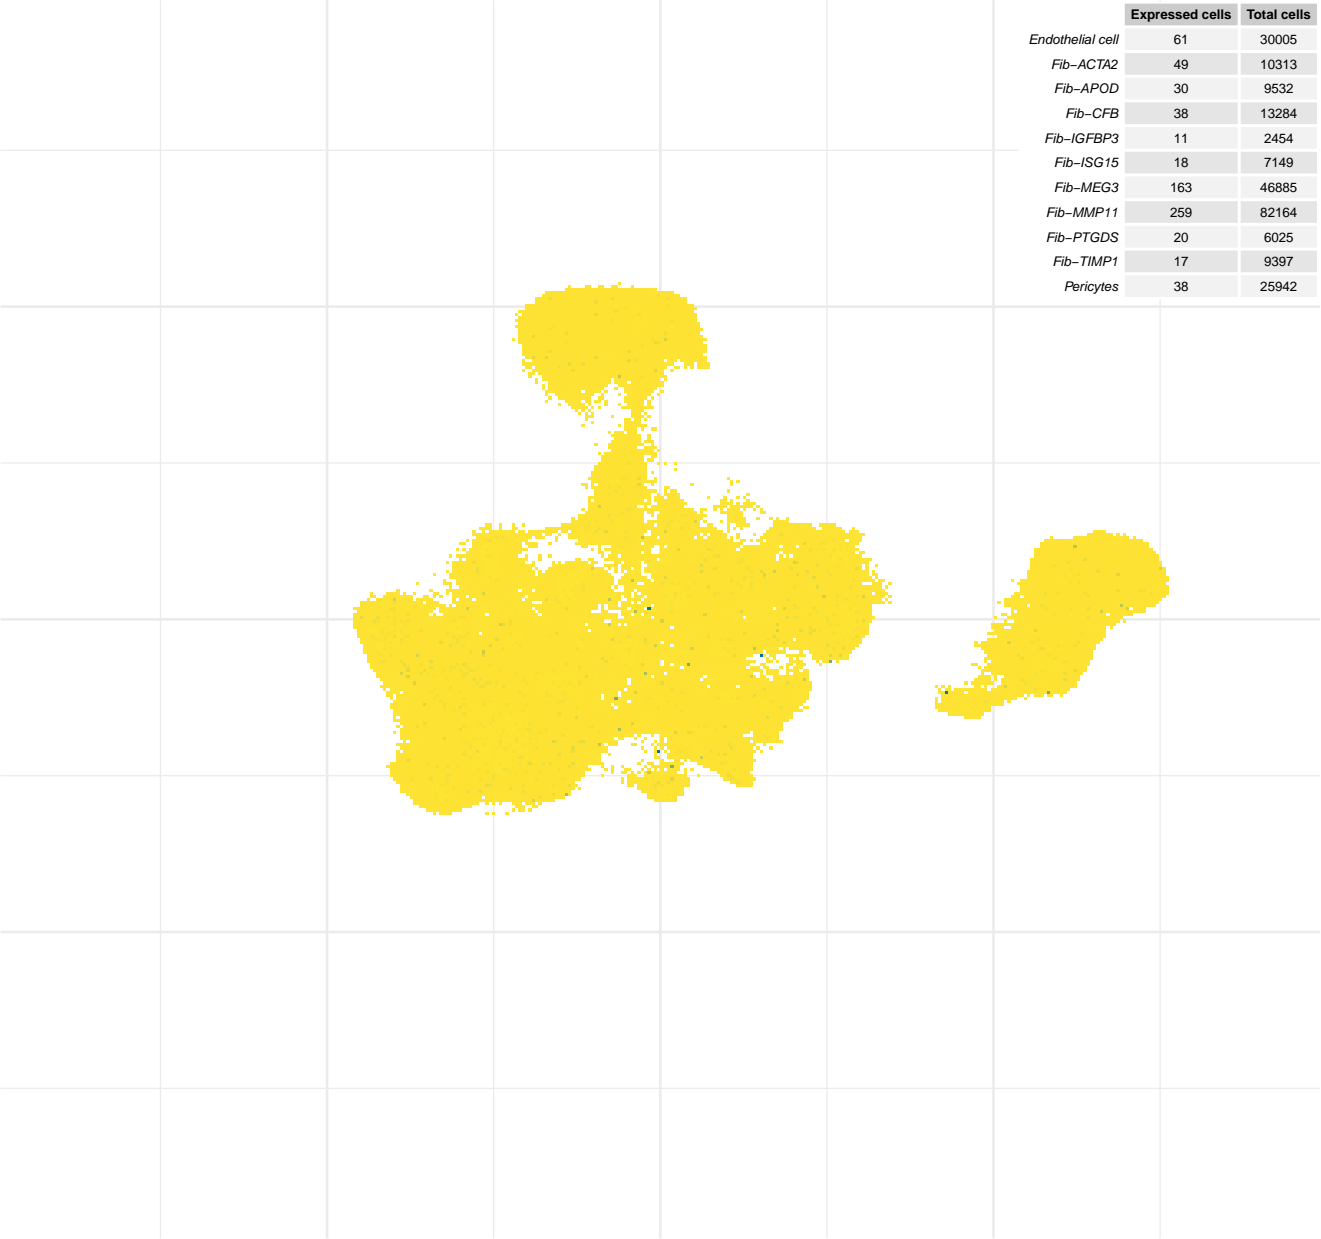 Expressed cells Total cells
Endothelial cell 61 30005
Fib−ACTA2 49 10313
Fib−APOD 30 9532
Fib−CFB 38 13284
Fib−IGFBP3 11 2454
Fib−ISG15 18 7149
Fib−MEG3 163 46885
Fib−MMP11 259 82164
Fib−PTGDS 20 6025
Fib−TIMP1 17 9397
Pericytes 38 25942